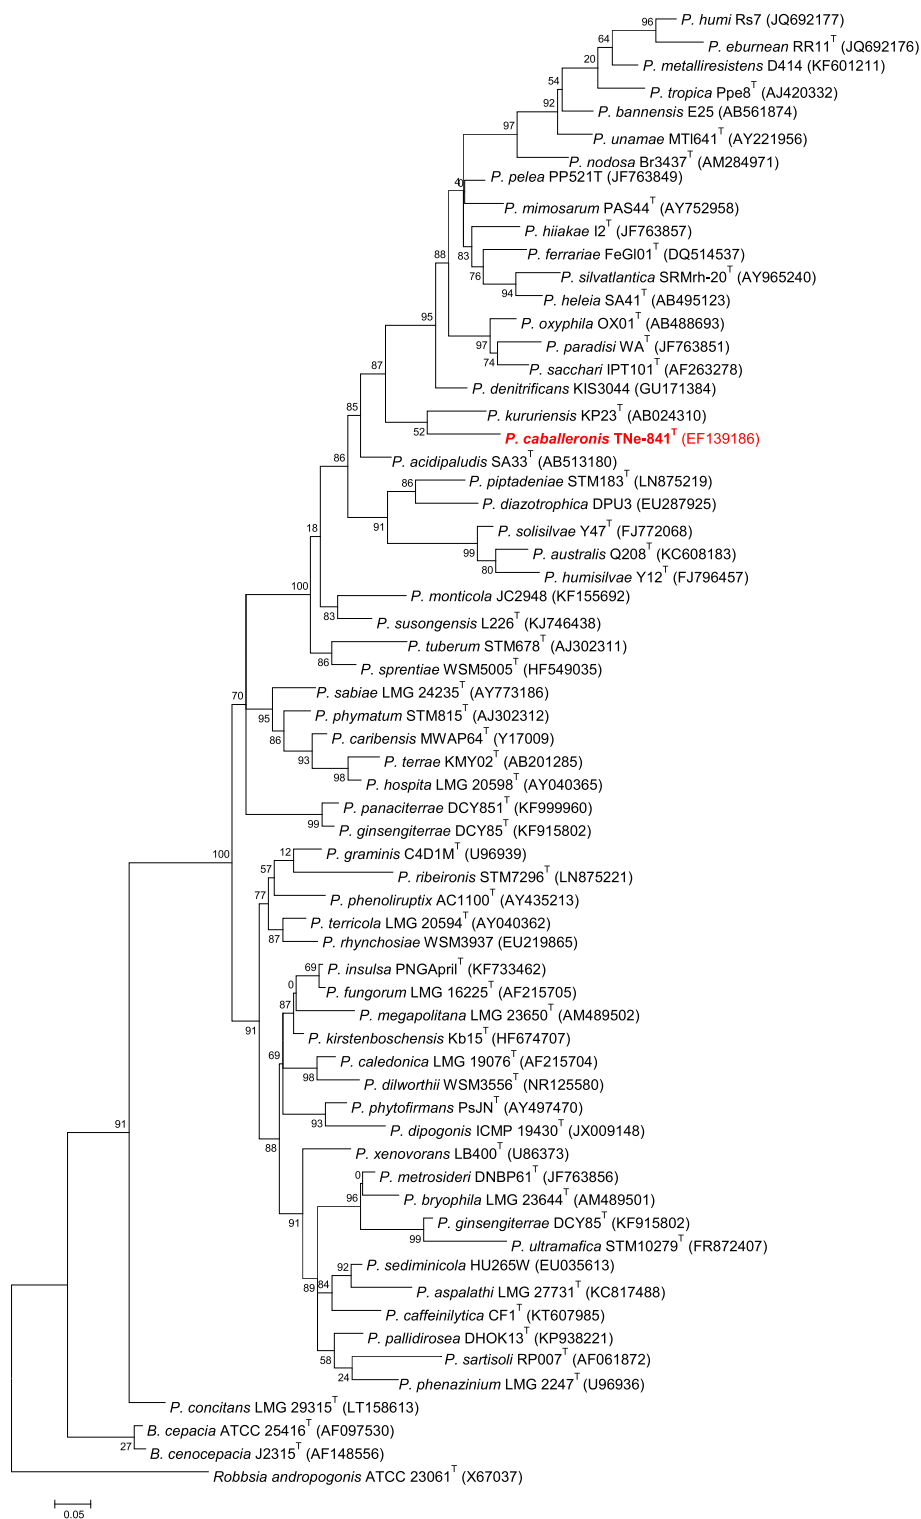 P. humi Rs7 (JQ692177)
96
P. eburnean RR11T (JQ692176)
64
P. metalliresistens D414 (KF601211)
20
P. tropica Ppe8T (AJ420332)
54
P. bannensis E25 (AB561874)
92
P. unamae MTl641T (AY221956)
97
P. nodosa Br3437T (AM284971)
P. pelea PP521T (JF763849)
40
P. mimosarum PAS44T (AY752958)
P. hiiakae I2T (JF763857)
88
83
P. ferrariae FeGl01T (DQ514537)
76
P. silvatlantica SRMrh-20T (AY965240)
94
P. heleia SA41T (AB495123)
95
P. oxyphila OX01T (AB488693)
97
P. paradisi WAT (JF763851)
74
P. sacchari IPT101T (AF263278)
87
P. denitrificans KIS3044 (GU171384)
85
P. kururiensis KP23T (AB024310)
52
P. caballeronis TNe-841T (EF139186)
86
P. acidipaludis SA33T (AB513180)
86
P. piptadeniae STM183T (LN875219)
P. diazotrophica DPU3 (EU287925)
91
18
P. solisilvae Y47T (FJ772068)
99
P. australis Q208T (KC608183)
80
P. humisilvae Y12T (FJ796457)
100
P. monticola JC2948 (KF155692)
83
P. susongensis L226T (KJ746438)
P. tuberum STM678T (AJ302311)
86
P. sprentiae WSM5005T (HF549035)
70
P. sabiae LMG 24235T (AY773186)
95
P. phymatum STM815T (AJ302312)
86
P. caribensis MWAP64T (Y17009)
93
P. terrae KMY02T (AB201285)
98
P. hospita LMG 20598T (AY040365)
P. panaciterrae DCY851T (KF999960)
99
P. ginsengiterrae DCY85T (KF915802)
100
12
P. graminis C4D1MT (U96939)
57
P. ribeironis STM7296T (LN875221)
77
P. phenoliruptix AC1100T (AY435213)
P. terricola LMG 20594T (AY040362)
87
P. rhynchosiae WSM3937 (EU219865)
69
P. insulsa PNGAprilT (KF733462)
0
P. fungorum LMG 16225T (AF215705)
87
P. megapolitana LMG 23650T (AM489502)
91
P. kirstenboschensis Kb15T (HF674707)
69
P. caledonica LMG 19076T (AF215704)
98
P. dilworthii WSM3556T (NR125580)
P. phytofirmans PsJNT (AY497470)
93
91
P. dipogonis ICMP 19430T (JX009148)
88
P. xenovorans LB400T (U86373)
0
P. metrosideri DNBP61T (JF763856)
96
P. bryophila LMG 23644T (AM489501)
91
P. ginsengiterrae DCY85T (KF915802)
99
P. ultramafica STM10279T (FR872407)
92
P. sediminicola HU265W (EU035613)
89
84
P. aspalathi LMG 27731T (KC817488)
P. caffeinilytica CF1T (KT607985)
P. pallidirosea DHOK13T (KP938221)
58
P. sartisoli RP007T (AF061872)
24
P. phenazinium LMG 2247T (U96936)
P. concitans LMG 29315T (LT158613)
B. cepacia ATCC 25416T (AF097530)
27
B. cenocepacia J2315T (AF148556)
Robbsia andropogonis ATCC 23061T (X67037)
0.05